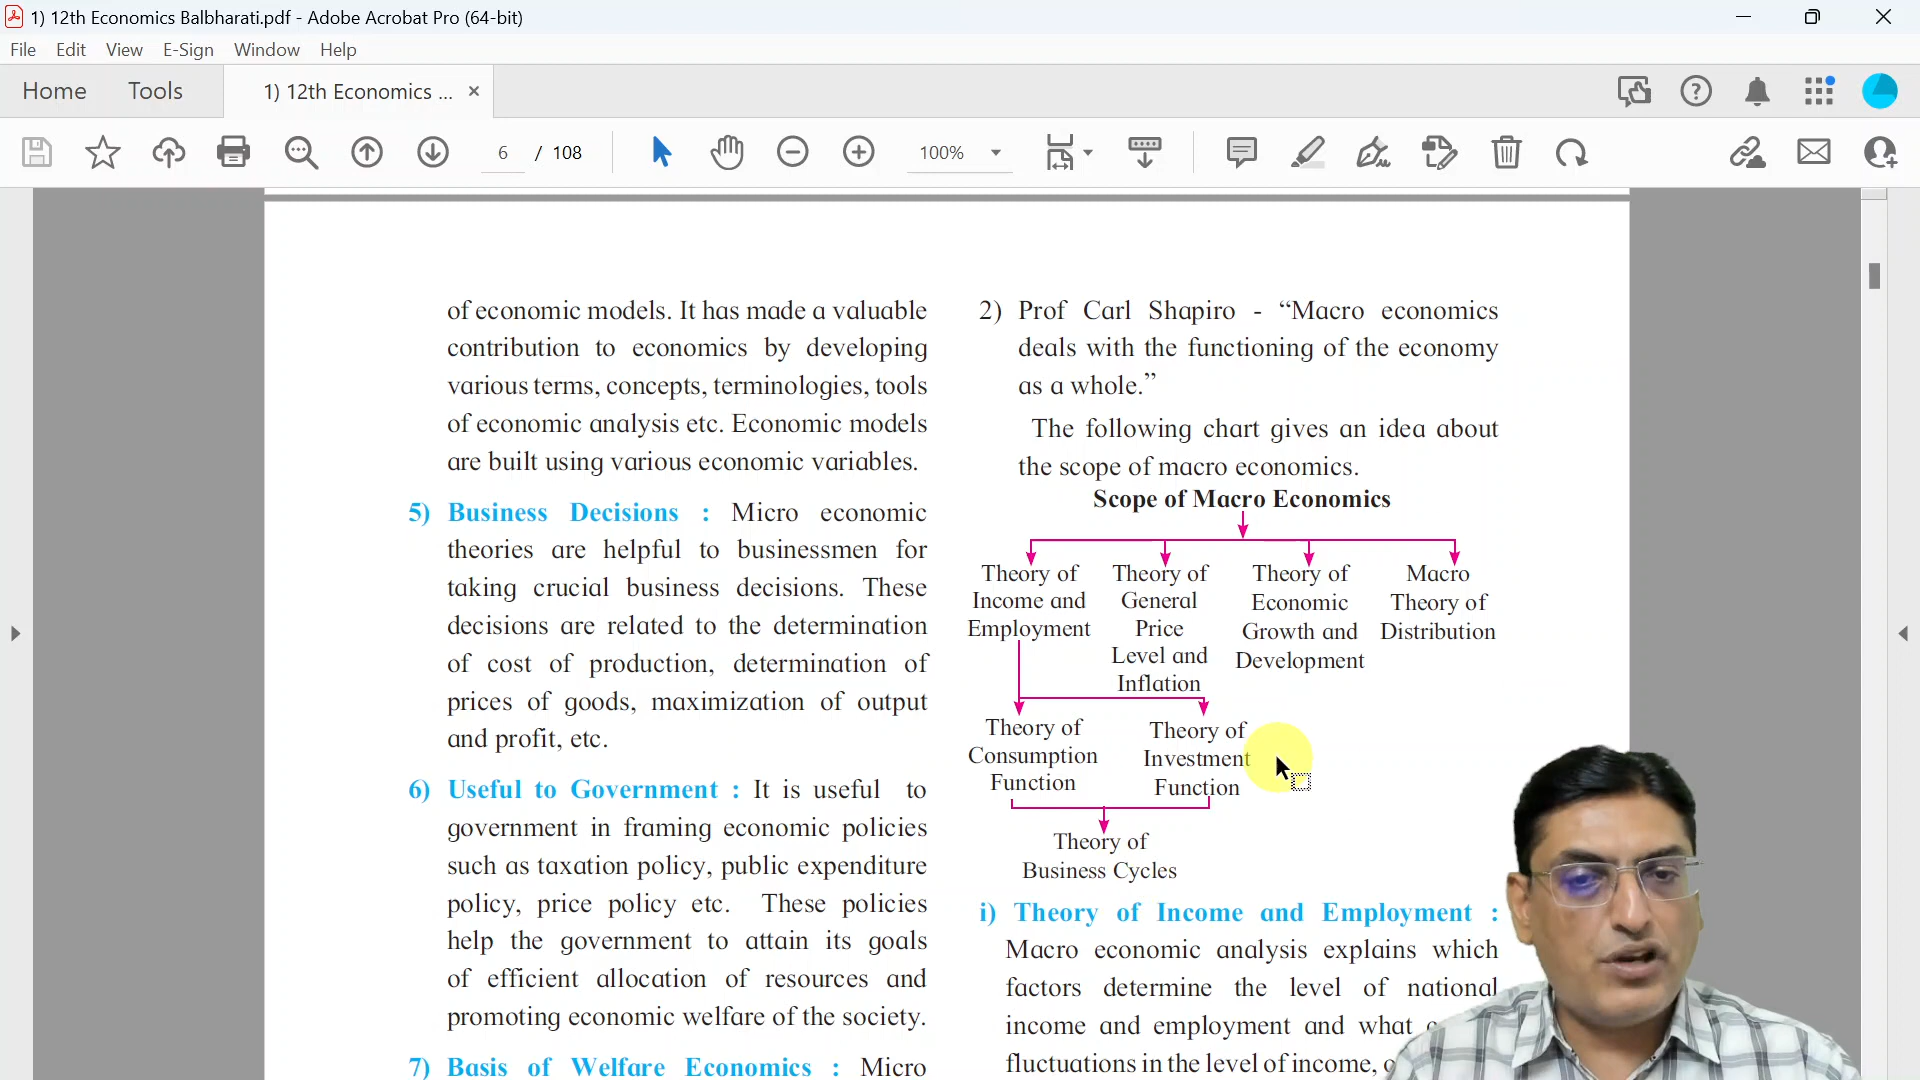 1) 12th Economics Balbharati.pdf - Adobe Acrobat Pro (64-bit)
File Edit View E-Sign Window Help
Home Tools 1) 12th Economics ...
6 / 108 100%
of economic models. It has made a valuable
contribution to economics by developing
various terms, concepts, terminologies, tools
of economic analysis etc. Economic models
are built using various economic variables.
5) Business Decisions : Micro economic
theories are helpful to businessmen for
taking crucial business decisions. These
decisions are related to the determination
of cost of production, determination of
prices of goods, maximization of output
and profit, etc.
6) Useful to Government : It is useful to
government in framing economic policies
such as taxation policy, public expenditure
policy, price policy etc. These policies
help the government to attain its goals
of efficient allocation of resources and
promoting economic welfare of the society.
7) Basis of Welfare Economics : Micro
2) Prof Carl Shapiro - “Macro economics
deals with the functioning of the economy
as a whole.”
The following chart gives an idea about
the scope of macro economics.
Scope of Macro Economics
Theory of
Income and
Employment
Theory of
General
Price
Level and
Inflation
Theory of
Economic
Growth and
Development
Macro
Theory of
Distribution
Theory of
Consumption
Function
Theory of
Investment
Function
Theory of
Business Cycles
i) Theory of Income and Employment :
Macro economic analysis explains which
factors determine the level of national
income and employment and what
fluctuations in the level of income,